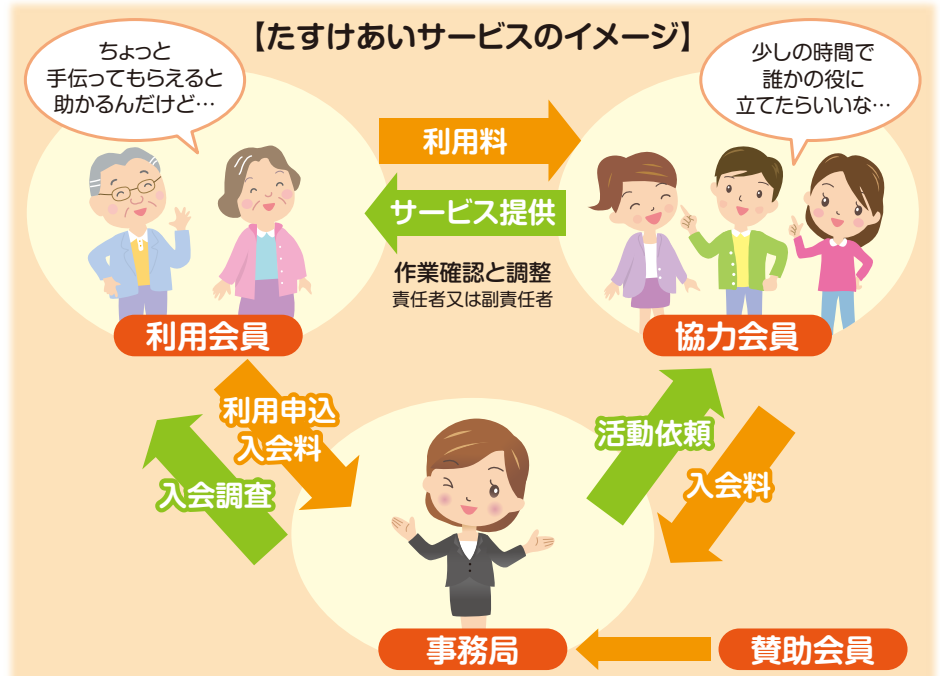 【たすけあいサービスのイメージ】
ちょっと
手伝ってもらえると
助かるんだけど…
少しの時間で
誰かの役に
立てたらいいな…
利用料
サービス提供
作業確認と調整
責任者又は副責任者
利用会員
協力会員
利用申込
入会料
入会調査
活動依頼
入会料
事務局
賛助会員